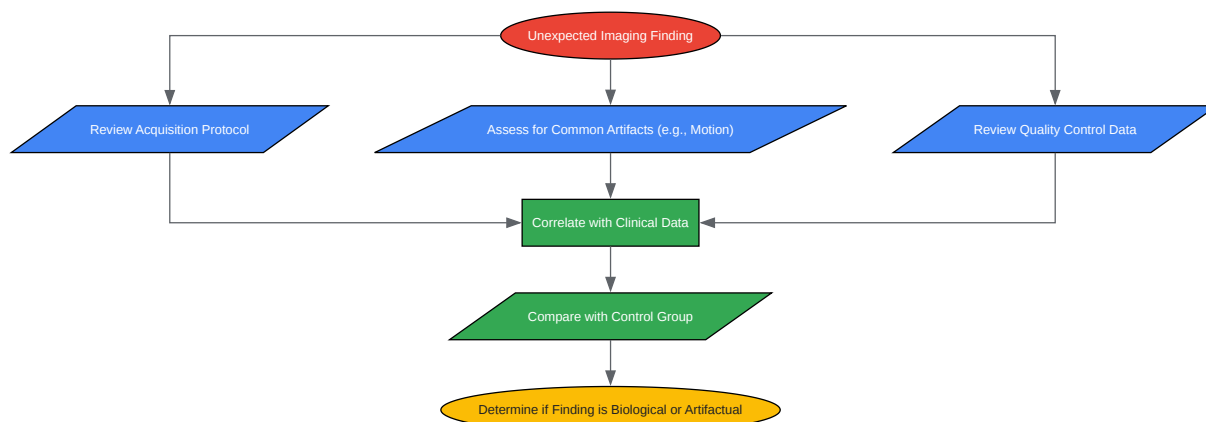 Unexpected Imaging Finding
Review Acquisition Protocol
Assess for Common Artifacts (e.g., Motion)
Review Quality Control Data
Correlate with Clinical Data
Compare with Control Group
Determine if Finding is Biological or Artifactual